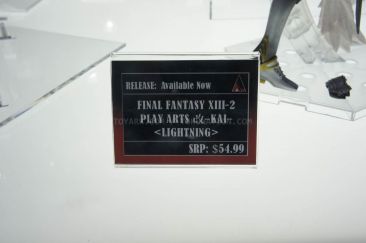 RELEASE: Available Now
FINAL FANTASY XIII-2
PLAY ARTS 改 -KAI-
<LIGHTNING>
SRP: $54.99